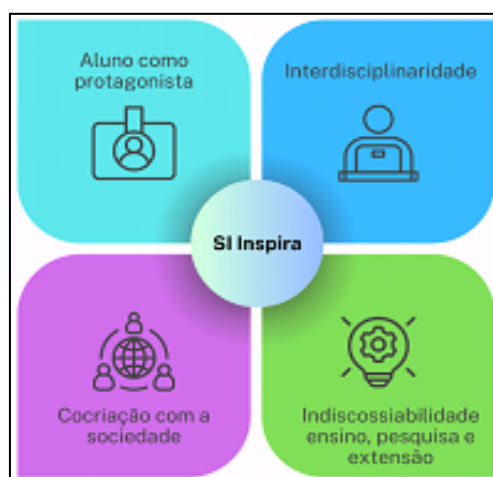 Aluno como
protagonista
Interdisciplinaridade
SI Inspira
Cocriação com a
sociedade
Indiscossiabilidade
ensino, pesquisa e
extensão